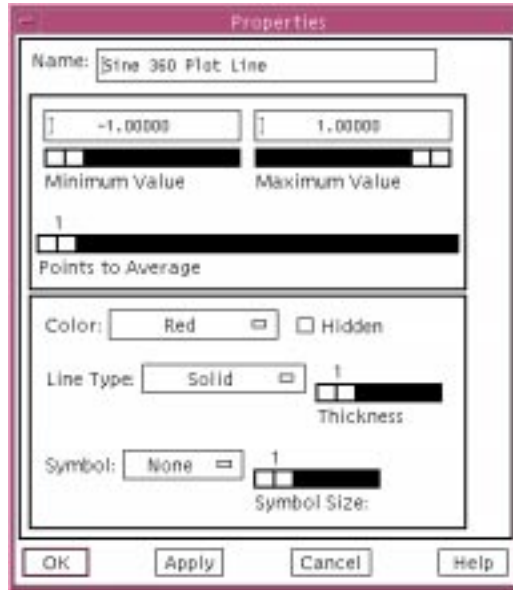 Properties
Name: Sine 360 Plot Line
-1.00000 1.00000
Minimum Value Maximum Value
1
Points to Average
Color: Red Hidden
Line Type: Solid 1
Thickness
Symbol: None 1
Symbol Size:
OK Apply Cancel Help